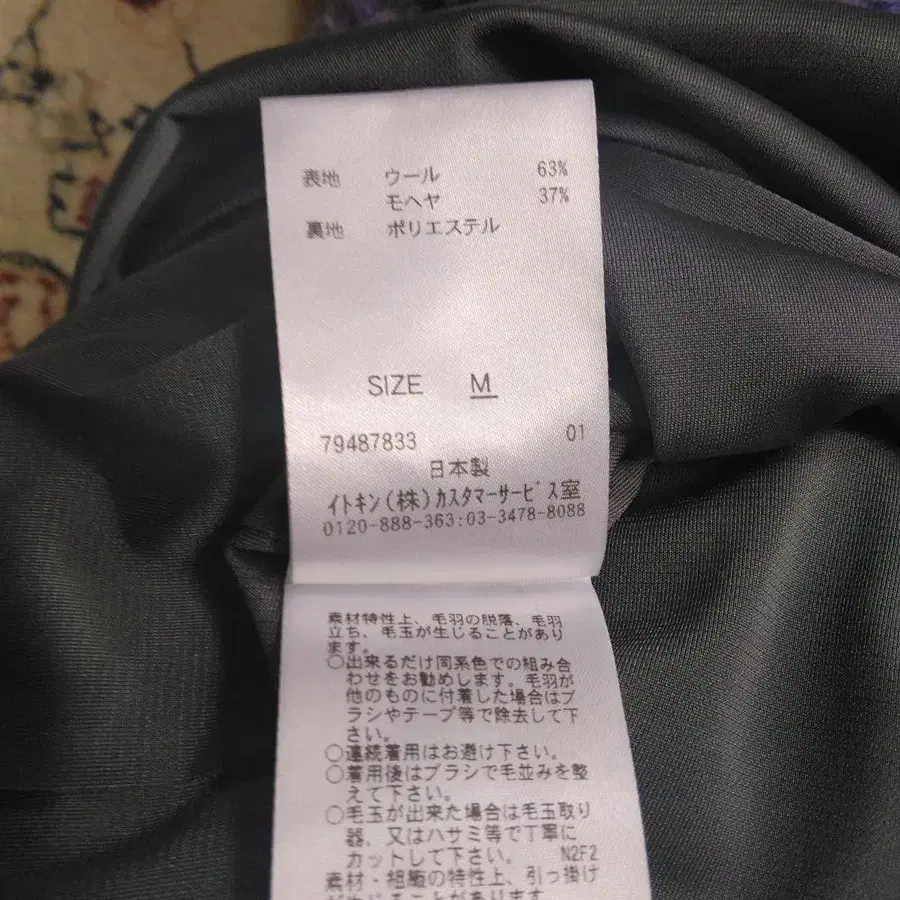 表地 ウール 63%
モヘヤ 37%
裏地 ポリエステル
SIZE M
79487833 01
日本製
イトキン(株)カスタマーサービス室
0120-888-363:03-3478-8088
素材特性上、毛羽の脱落、毛羽
立ち、毛玉が生じることがあり
ます。
○出来るだけ同系色での組み合
わせをお勧めします。毛羽が
他のものに付着した場合はブ
ラシやテープ等で除去して下
さい。
○連続着用はお避け下さい。
○着用後はブラシで毛並みを整
えて下さい。
○毛玉が出来た場合は毛玉取り
器、又はハサミ等で丁寧に
カットして下さい。 N2F2
素材・組織の特性上、引っ掛け